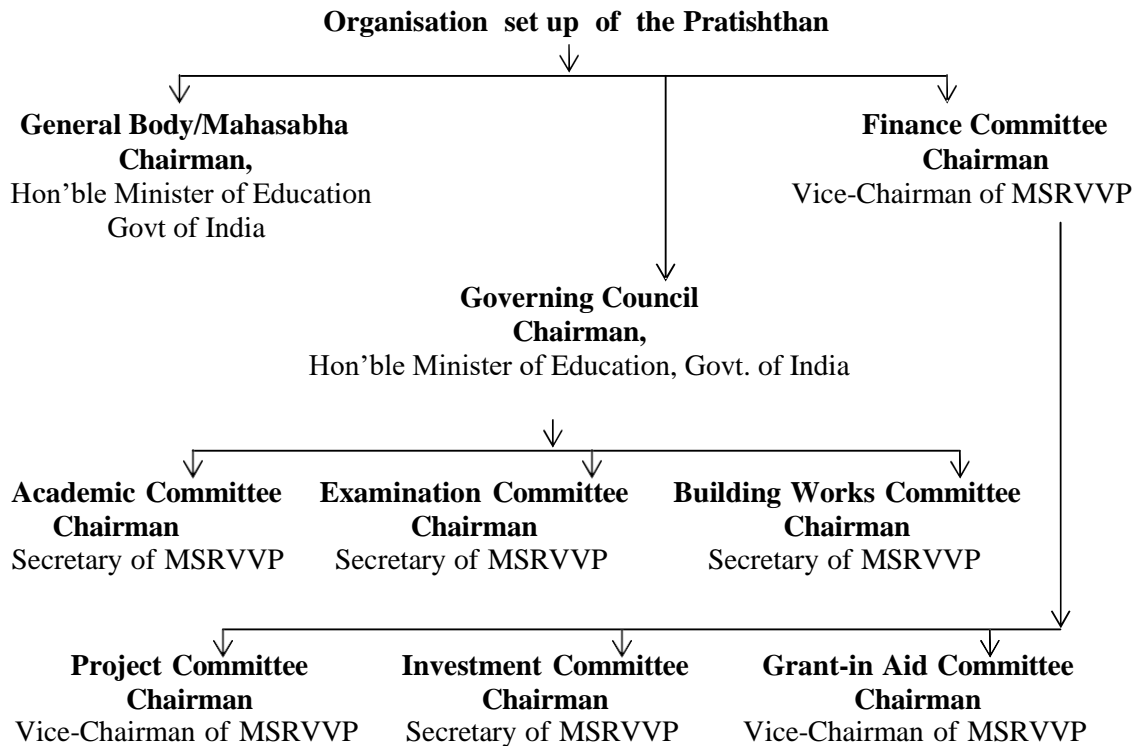 Organisation set up of the Pratishthan
General Body/Mahasabha
Chairman,
Hon’ble Minister of Education
Govt of India
Finance Committee
Chairman
Vice-Chairman of MSRVVP
Governing Council
Chairman,
Hon’ble Minister of Education, Govt. of India
Academic Committee
Chairman
Secretary of MSRVVP
Examination Committee
Chairman
Secretary of MSRVVP
Building Works Committee
Chairman
Secretary of MSRVVP
Project Committee
Chairman
Vice-Chairman of MSRVVP
Investment Committee
Chairman
Secretary of MSRVVP
Grant-in Aid Committee
Chairman
Vice-Chairman of MSRVVP